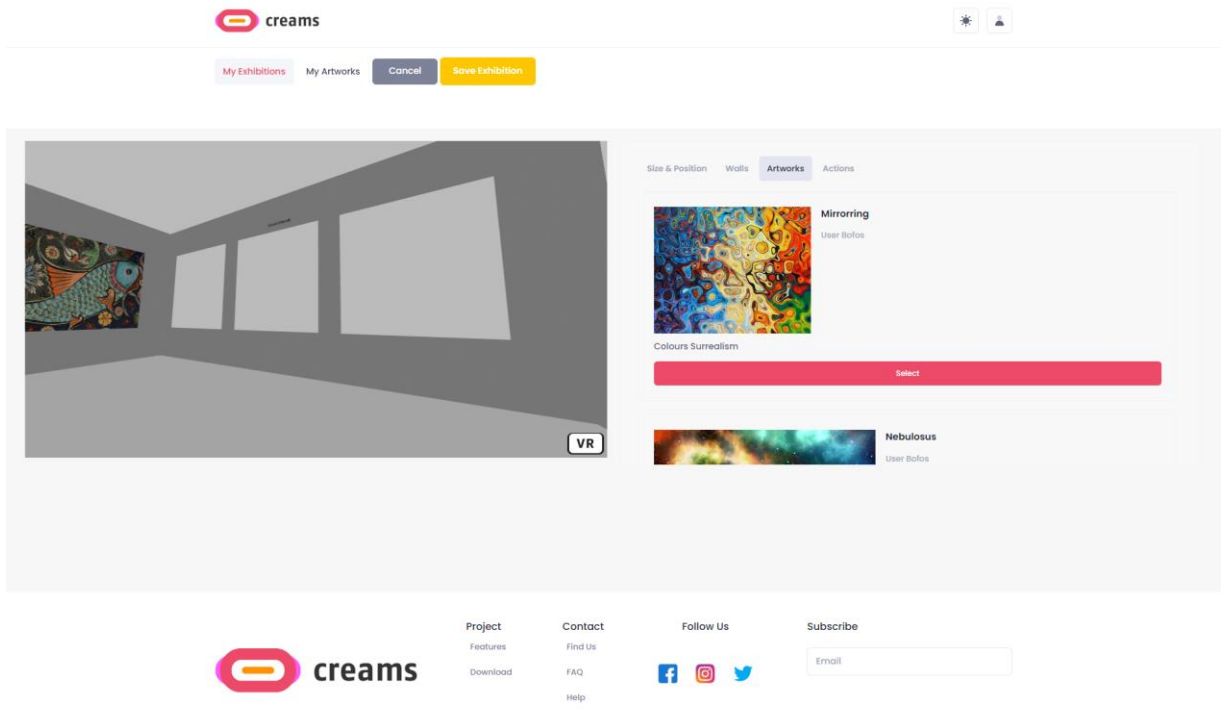 creams
My Exhibitions My Artworks Cancel Save Exhibition
Size & Position Walls Artworks Actions
Mirrorring
User Bofos
Colours Surrealism
Select
VR
Nebulosus
User Bofos
creams
Project
Features
Download
Contact
Find Us
FAQ
Help
Follow Us
Subscribe
Email